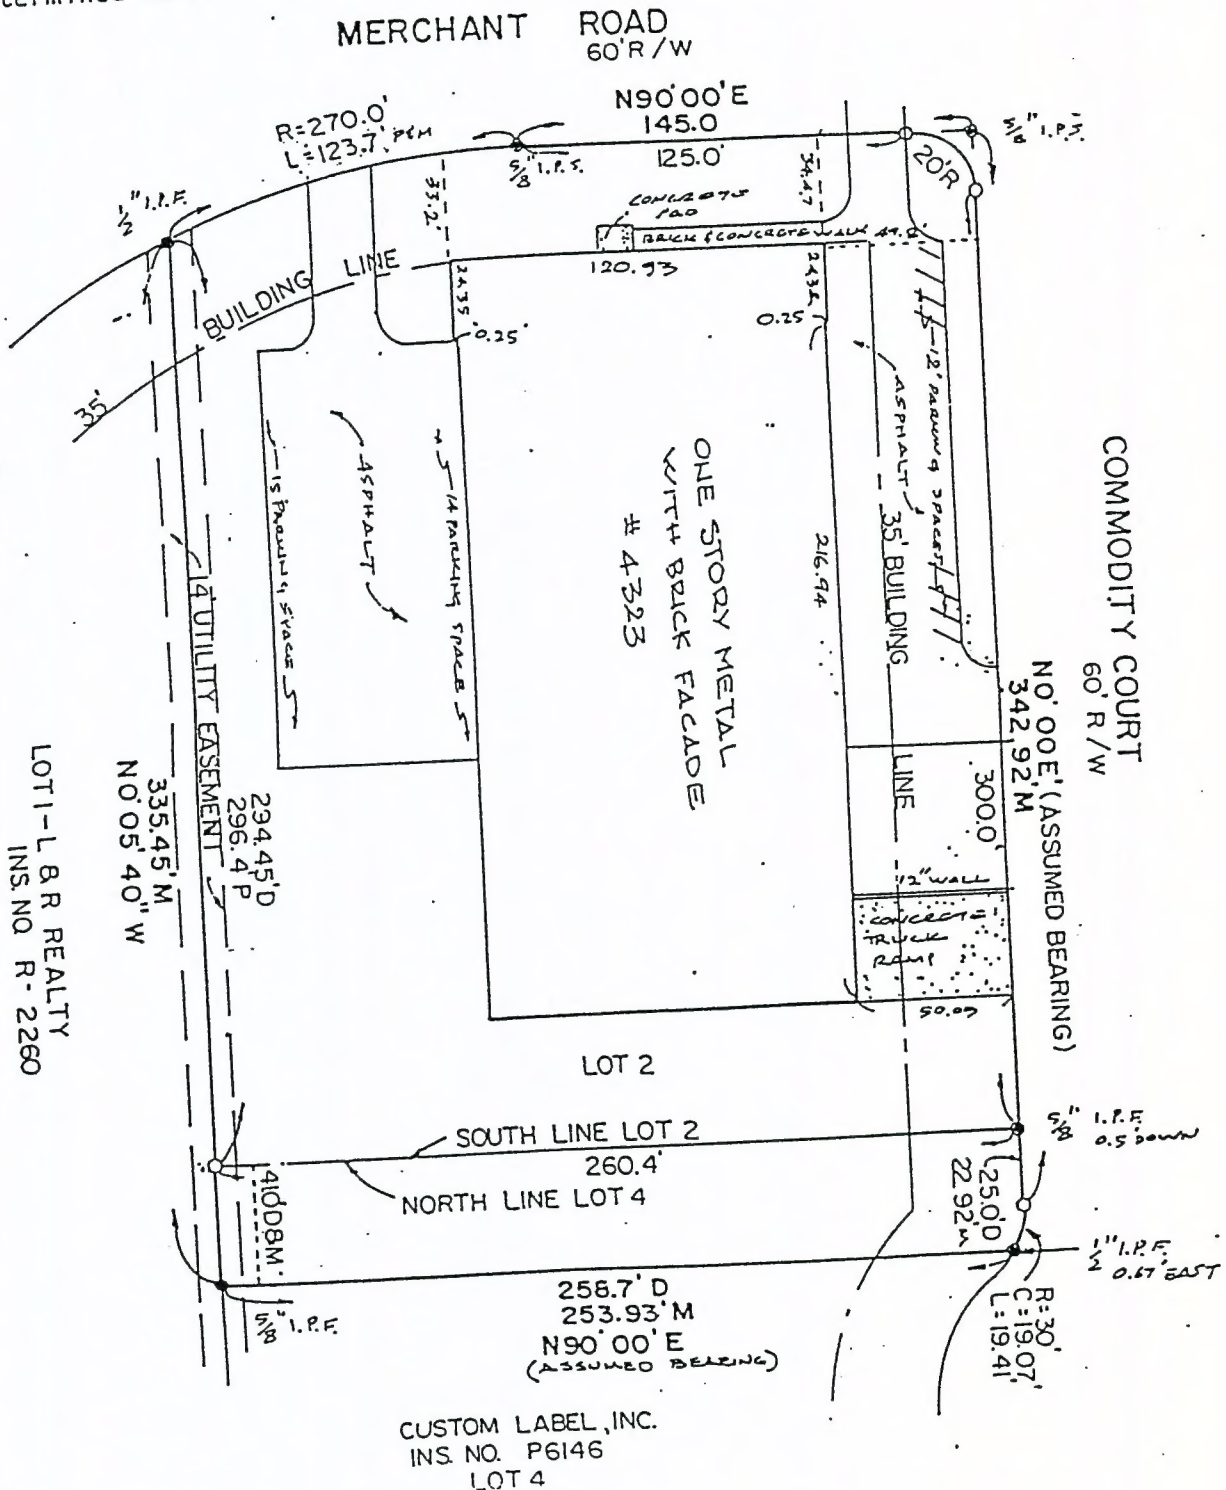 MERCHANT ROAD
60' R/W
N90°00'E
145.0
125.0'
R=270.0'
L=123.7' P&M
5/8" I.P.S.
5/8" I.P.S.
20'R
1/2" I.P.F.
33.2'
34.47
CONCRETE
PAD
BRICK & CONCRETE WALK
120.93
BUILDING LINE
35'
24.35
0.25'
0.25'
ASPHALT
15 PARKING SPACES
14 PARKING SPACES
ONE STORY METAL
WITH BRICK FACADE
# 4323
216.94
ASPHALT
12' PARKING SPACES
35' BUILDING
LINE
COMMODITY COURT
60' R/W
N0°00'E (ASSUMED BEARING)
342.92'M
300.0'
12" WALL
CONCRETE
TRUCK
RAMP
50.09
14' UTILITY EASEMENT
294.45'D
296.4'P
335.45'M
N0°05'40"W
LOT 1-L & R REALTY
INS. NO. R-2260
LOT 2
SOUTH LINE LOT 2
260.4'
NORTH LINE LOT 4
5/8" I.P.F.
0.5' DOWN
25.0'D
22.92'M
1/2" I.P.F.
0.67' EAST
R=30'
C=19.07'
L=19.41'
41.0'D&M
5/8" I.P.F.
258.7' D
253.93' M
N90°00'E
(ASSUMED BEARING)
CUSTOM LABEL, INC.
INS. NO. P6146
LOT 4